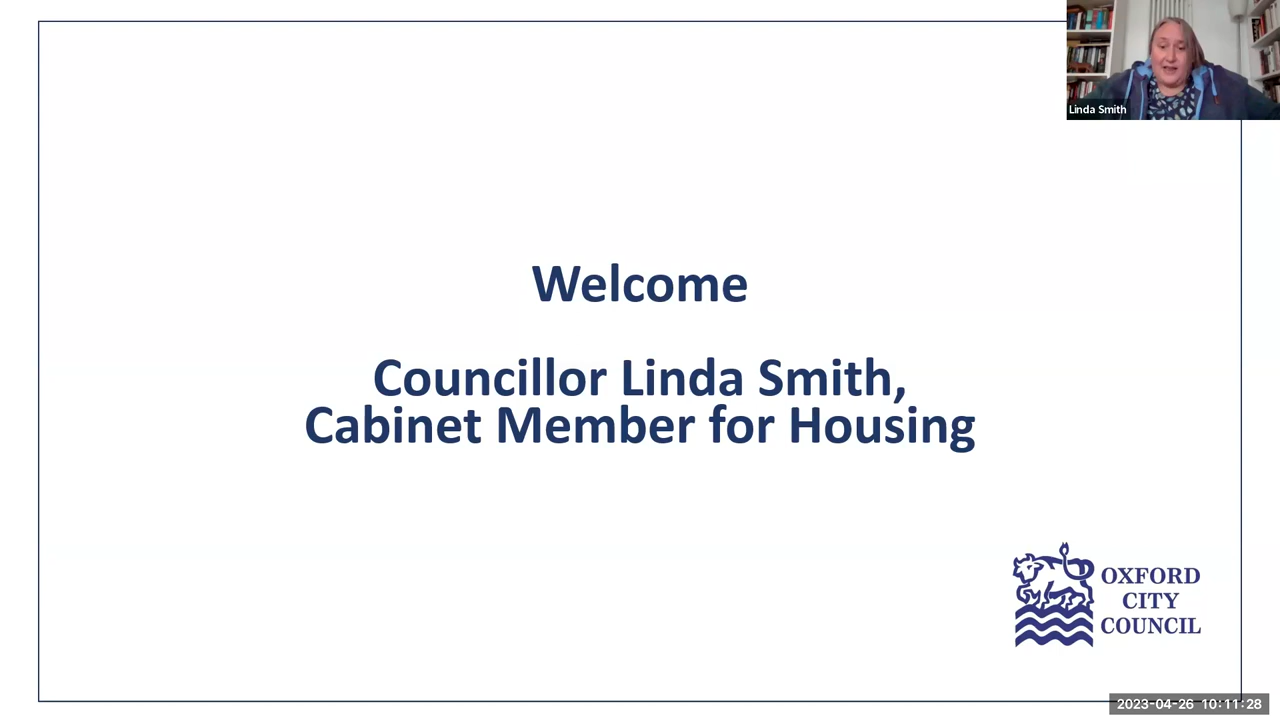 Linda Smith
Welcome
Councillor Linda Smith,
Cabinet Member for Housing
OXFORD
CITY
COUNCIL
2023-04-26 10:11:28